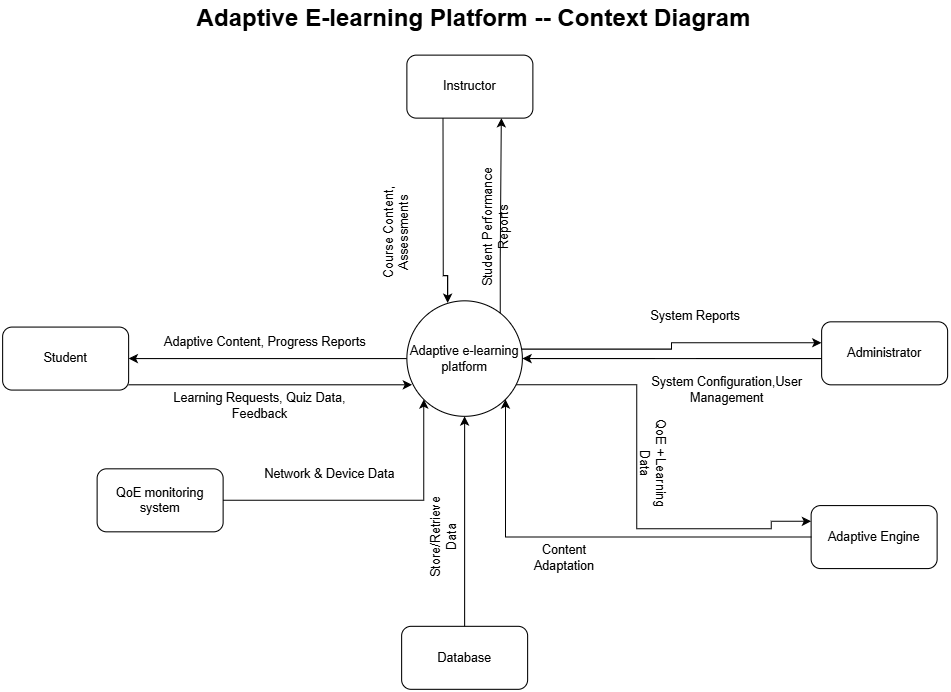 Adaptive E-learning Platform -- Context Diagram
Instructor
Course Content,
Assessments
Student Performance
Reports
Student
Adaptive Content, Progress Reports
Learning Requests, Quiz Data,
Feedback
Adaptive e-learning
platform
System Reports
Administrator
System Configuration,User
Management
QoE + Learning
Data
QoE monitoring
system
Network & Device Data
Store/Retrieve
Data
Content
Adaptation
Adaptive Engine
Database